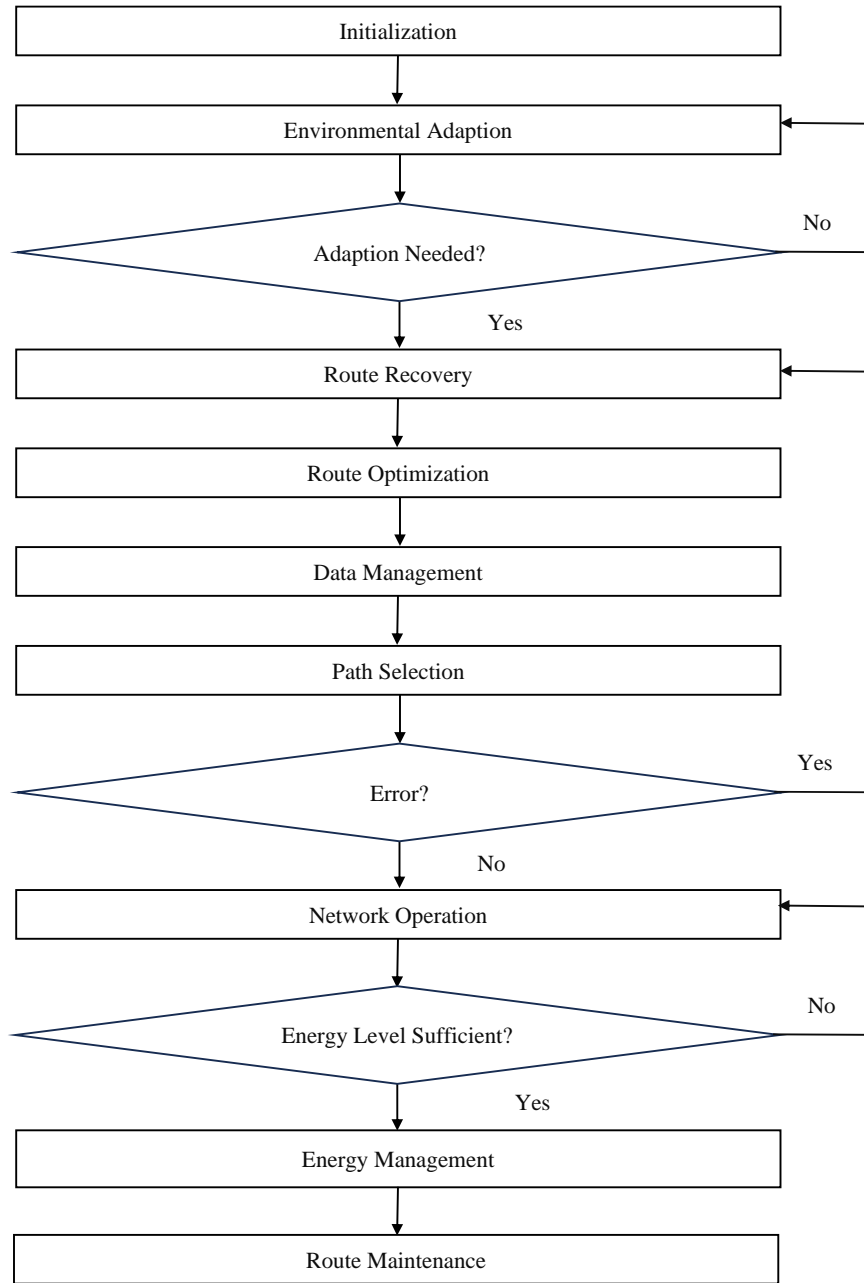 Initialization
Environmental Adaption
No
Adaption Needed?
Yes
Route Recovery
Route Optimization
Data Management
Path Selection
Yes
Error?
No
Network Operation
No
Energy Level Sufficient?
Yes
Energy Management
Route Maintenance